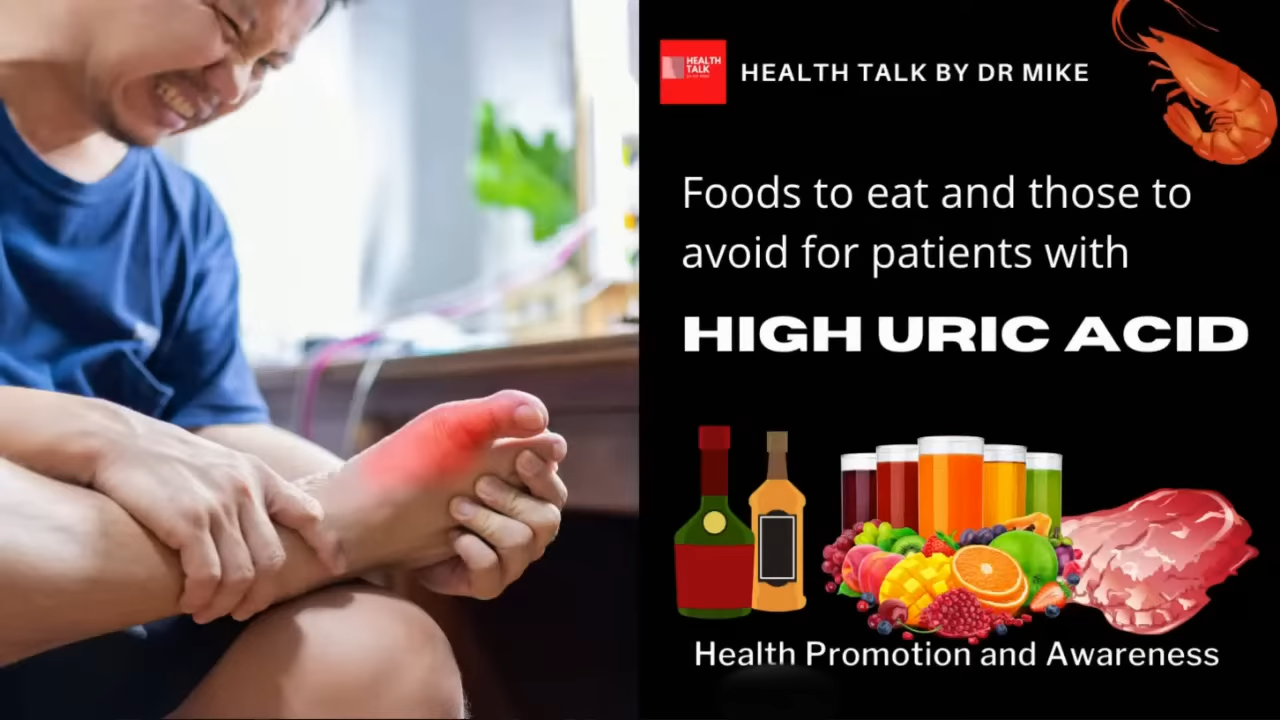 HEALTH
TALK
HEALTH TALK BY DR MIKE
Foods to eat and those to
avoid for patients with
HIGH URIC ACID
Health Promotion and Awareness